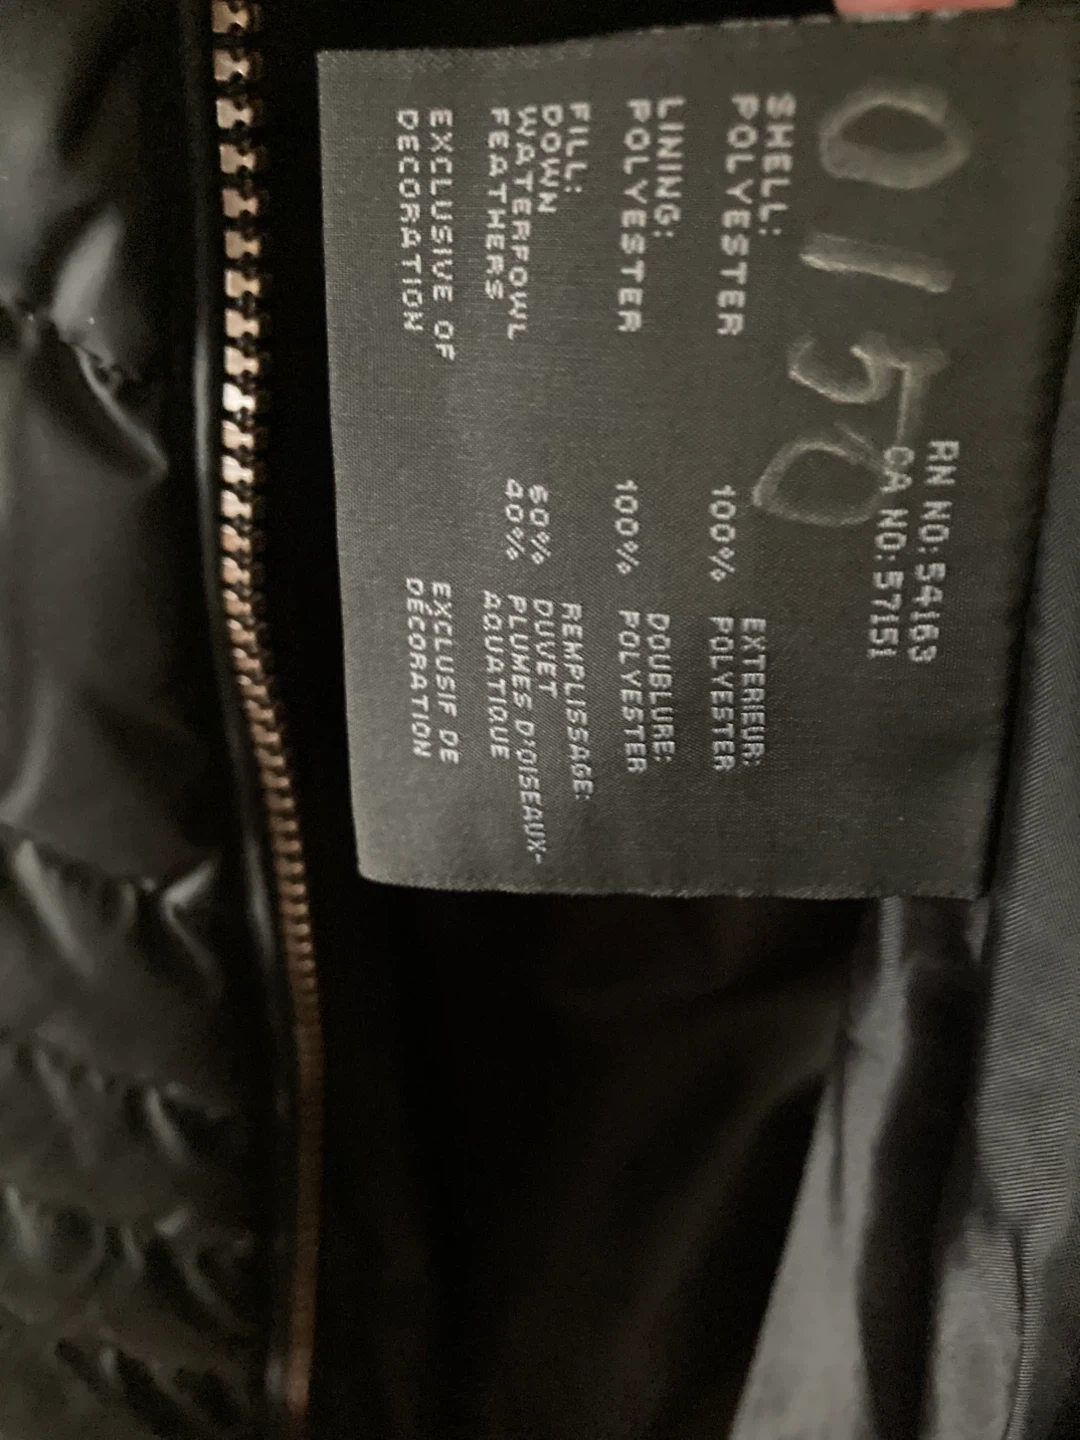 0150
RN NO: 54163
CA NO: 57151
SHELL:
POLYESTER 100%
LINING:
POLYESTER 100%
FILL:
DOWN 60%
WATERFOWL 40%
FEATHERS
EXCLUSIVE OF
DECORATION
EXTERIEUR:
POLYESTER
DOUBLURE:
POLYESTER
REMPLISSAGE:
DUVET
PLUMES D'OISEAUX-
AQUATIQUE
EXCLUSIF DE
DÉCORATION